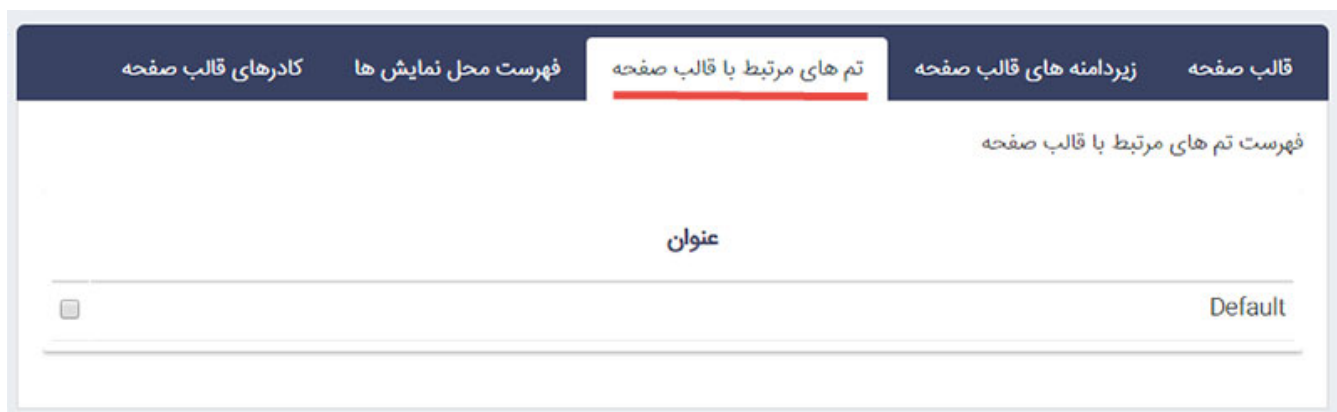 قالب صفحه زیردامنه های قالب صفحه تم های مرتبط با قالب صفحه فهرست محل نمایش ها کادرهای قالب صفحه
فهرست تم های مرتبط با قالب صفحه
عنوان
Default